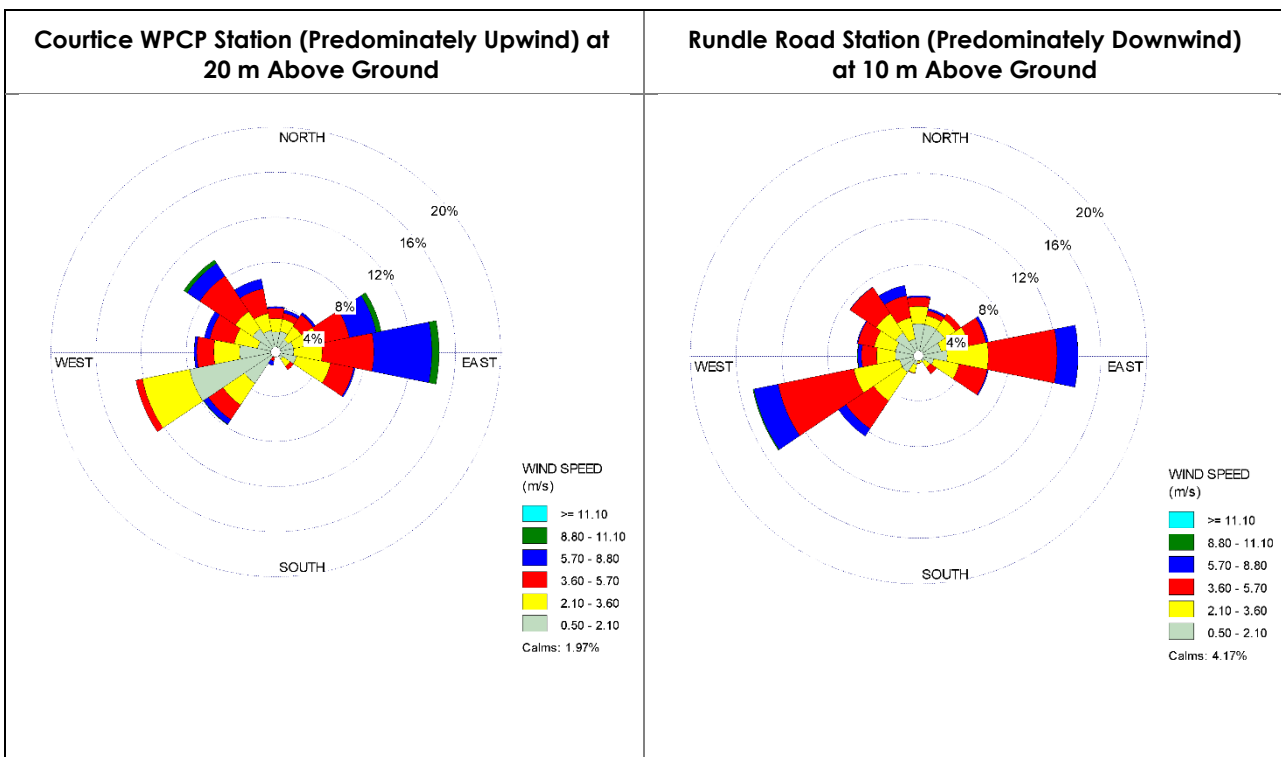 Courtice WPCP Station (Predominately Upwind) at
20 m Above Ground
Rundle Road Station (Predominately Downwind)
at 10 m Above Ground
NORTH
20%
16%
12%
8%
4%
WEST
EAST
SOUTH
WIND SPEED
(m/s)
>= 11.10
8.80 - 11.10
5.70 - 8.80
3.60 - 5.70
2.10 - 3.60
0.50 - 2.10
Calms: 1.97%
NORTH
20%
16%
12%
8%
4%
WEST
EAST
SOUTH
WIND SPEED
(m/s)
>= 11.10
8.80 - 11.10
5.70 - 8.80
3.60 - 5.70
2.10 - 3.60
0.50 - 2.10
Calms: 4.17%